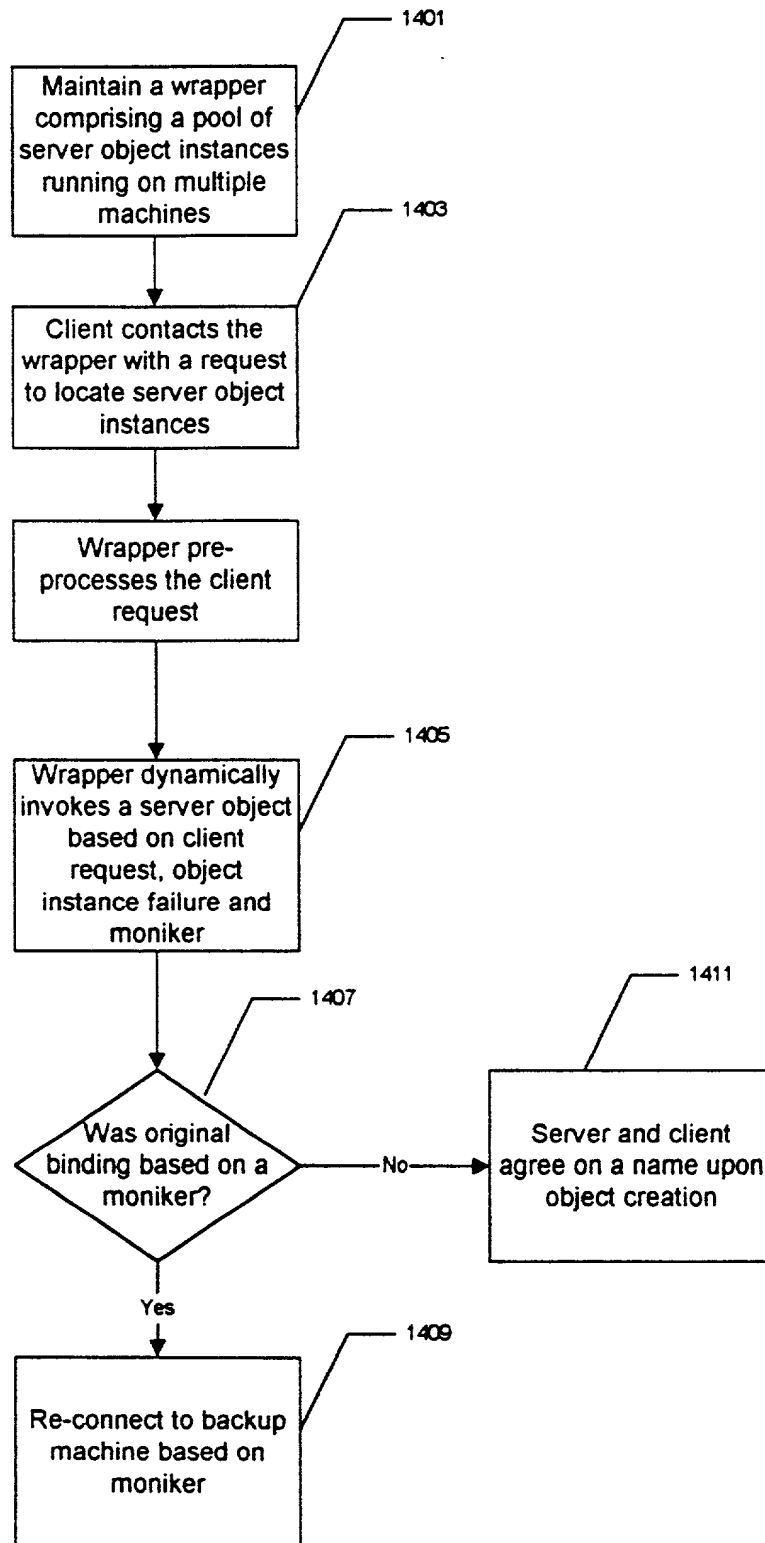 1401
Maintain a wrapper
comprising a pool of
server object instances
running on multiple
machines
1403
Client contacts the
wrapper with a request
to locate server object
instances
Wrapper pre-
processes the client
request
1405
Wrapper dynamically
invokes a server object
based on client
request, object
instance failure and
moniker
1407
1411
Was original
binding based on a
moniker?
No
Server and client
agree on a name upon
object creation
Yes
1409
Re-connect to backup
machine based on
moniker